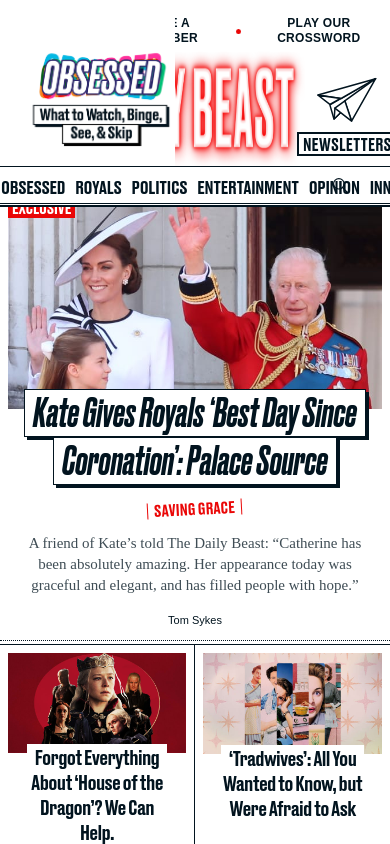 E A
BER
PLAY OUR
CROSSWORD
OBSESSED
What to Watch, Binge,
See, & Skip
Y BEAST
NEWSLETTERS
OBSESSED ROYALS POLITICS ENTERTAINMENT OPINION INN
EXCLUSIVE
Kate Gives Royals ‘Best Day Since
Coronation’: Palace Source
SAVING GRACE
A friend of Kate’s told The Daily Beast: “Catherine has
been absolutely amazing. Her appearance today was
graceful and elegant, and has filled people with hope.”
Tom Sykes
Forgot Everything
About ‘House of the
Dragon’? We Can
Help.
‘Tradwives’: All You
Wanted to Know, but
Were Afraid to Ask